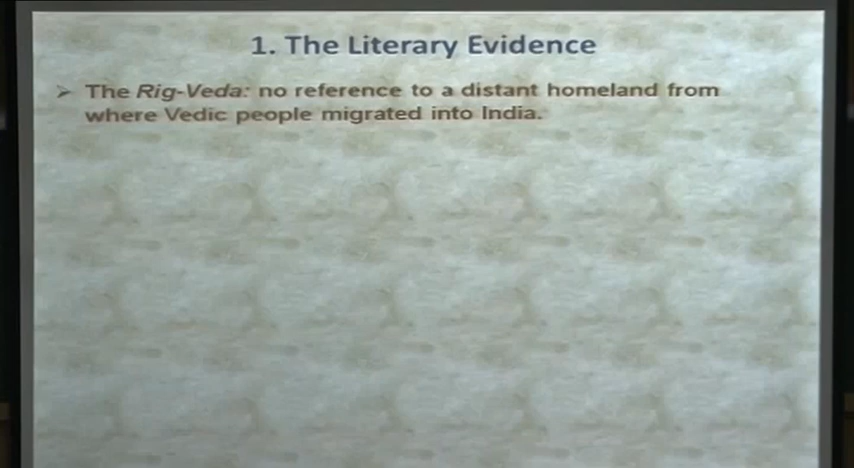 1. The Literary Evidence
➢ The Rig-Veda: no reference to a distant homeland from
where Vedic people migrated into India.